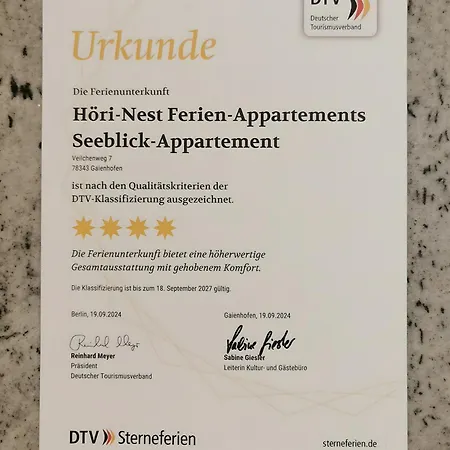 DTV
Deutscher
Tourismusverband
Urkunde
Die Ferienunterkunft
Höri-Nest Ferien-Appartements
Seeblick-Appartement
Veilchenweg 7
78343 Gaienhofen
ist nach den Qualitätskriterien der
DTV-Klassifizierung ausgezeichnet.
Die Ferienunterkunft bietet eine höherwertige
Gesamtausstattung mit gehobenem Komfort.
Die Klassifizierung ist bis zum 18. September 2027 gültig.
Berlin, 19.09.2024
Gaienhofen, 19.09.2024
Reinhard Meyer
Präsident
Deutscher Tourismusverband
Sabine Giesler
Sabine Giesler
Leiterin Kultur- und Gästebüro
DTV Sterneferien
sterneferien.de